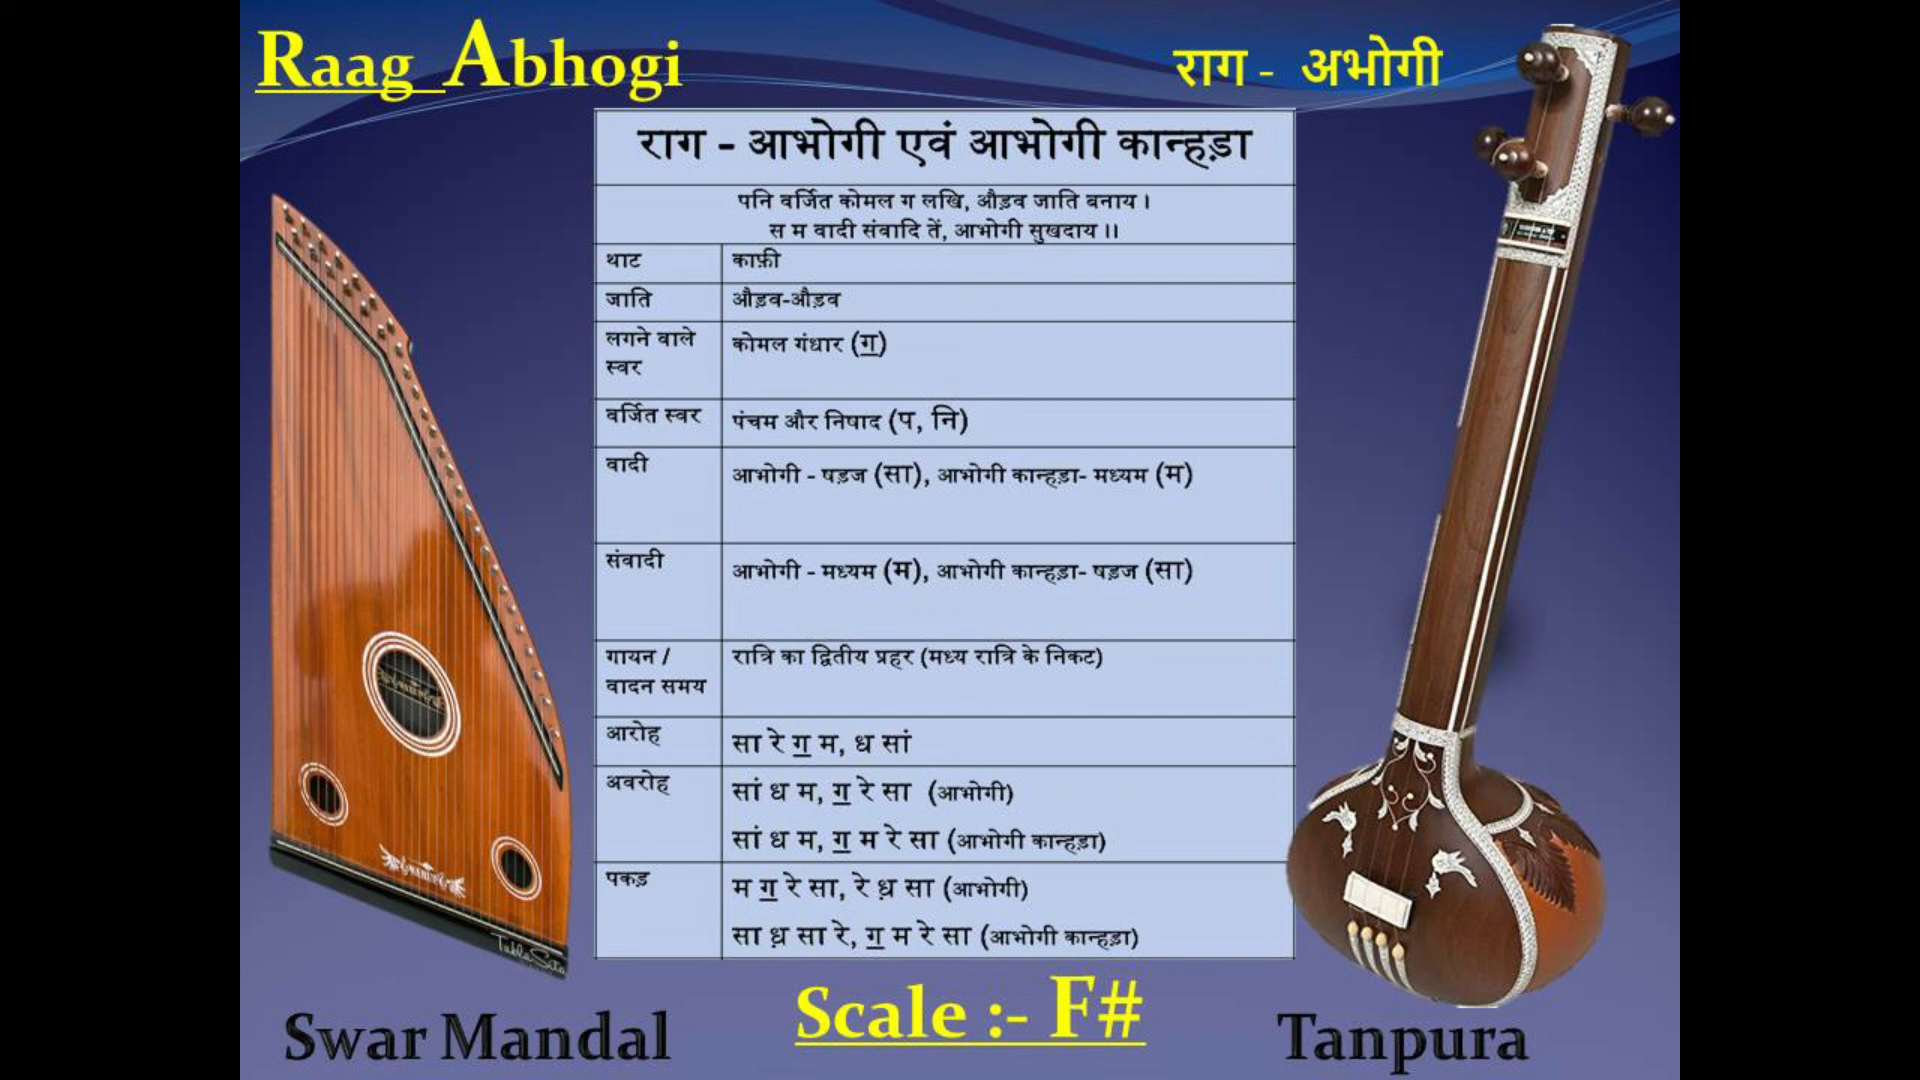 Raag Abhogi
राग - अभोगी
राग - आभोगी एवं आभोगी कान्हड़ा
पनि वर्जित कोमल ग लखि, औड़व जाति बनाय ।
स म वादी संवादि तें, आभोगी सुखदाय ।।
थाट काफ़ी
जाति औड़व-औड़व
लगने वाले
स्वर
कोमल गंधार (ग॒)
वर्जित स्वर पंचम और निषाद (प, नि)
वादी आभोगी - षड़ज (सा), आभोगी कान्हड़ा- मध्यम (म)
संवादी आभोगी - मध्यम (म), आभोगी कान्हड़ा- षड़ज (सा)
गायन /
वादन समय
रात्रि का द्वितीय प्रहर (मध्य रात्रि के निकट)
आरोह सा रे ग॒ म, ध सां
अवरोह सां ध म, ग॒ रे सा (आभोगी)
सां ध म, ग॒ म रे सा (आभोगी कान्हड़ा)
पकड़ म ग॒ रे सा, रे ध़ सा (आभोगी)
सा ध़ सा रे, ग॒ म रे सा (आभोगी कान्हड़ा)
Scale :- F#
Swar Mandal
Tanpura